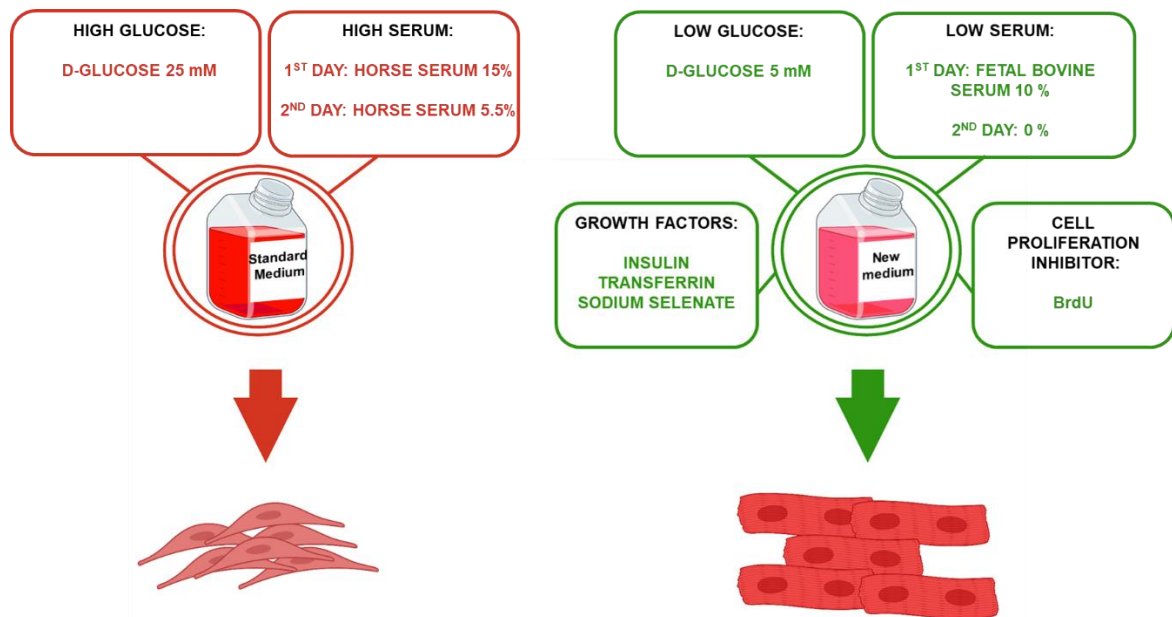 HIGH GLUCOSE:
D-GLUCOSE 25 mM
HIGH SERUM:
1ST DAY: HORSE SERUM 15%
2ND DAY: HORSE SERUM 5.5%
Standard
Medium
LOW GLUCOSE:
D-GLUCOSE 5 mM
LOW SERUM:
1ST DAY: FETAL BOVINE
SERUM 10 %
2ND DAY: 0 %
GROWTH FACTORS:
INSULIN
TRANSFERRIN
SODIUM SELENATE
New
medium
CELL
PROLIFERATION
INHIBITOR:
BrdU